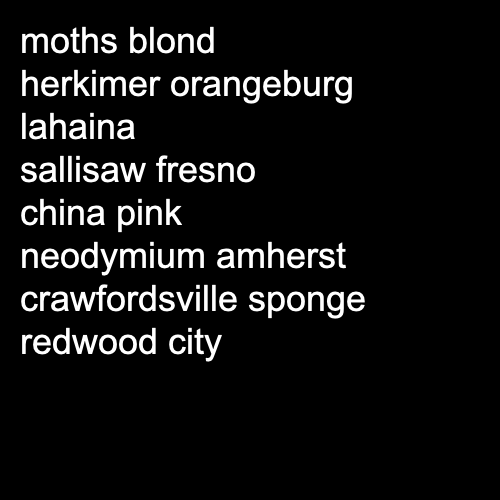 moths blond
herkimer orangeburg
lahaina
sallisaw fresno
china pink
neodymium amherst
crawfordsville sponge
redwood city